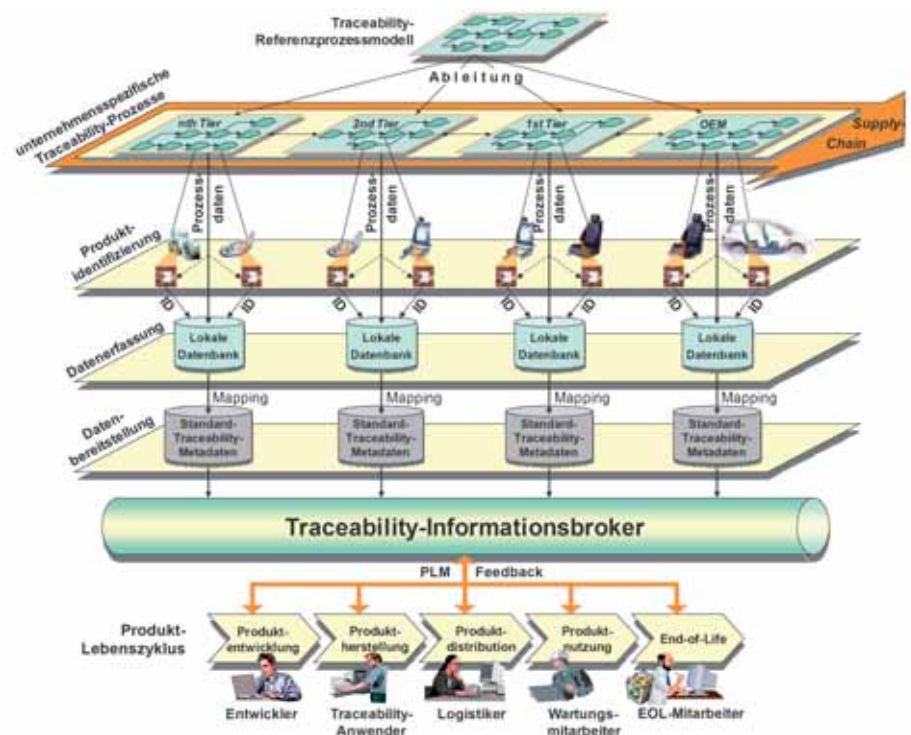 Traceability-
Referenzprozessmodell
Ableitung
unternehmensspezifische
Traceability-Prozesse
nth Tier
2nd Tier
1st Tier
OEM
Supply-
Chain
Prozess-
daten
Prozess-
daten
Prozess-
daten
Prozess-
daten
Produkt-
identifizierung
ID
ID
ID
ID
ID
ID
ID
ID
Datenerfassung
Lokale
Datenbank
Lokale
Datenbank
Lokale
Datenbank
Lokale
Datenbank
Mapping
Mapping
Mapping
Mapping
Daten-
bereitstellung
Standard-
Traceability-
Metadaten
Standard-
Traceability-
Metadaten
Standard-
Traceability-
Metadaten
Standard-
Traceability-
Metadaten
Traceability-Informationsbroker
PLM Feedback
Produkt-
Lebenszyklus
Produkt-
entwicklung
Produkt-
herstellung
Produkt-
distribution
Produkt-
nutzung
End-of-Life
Entwickler
Traceability-
Anwender
Logistiker
Wartungs-
mitarbeiter
EOL-Mitarbeiter